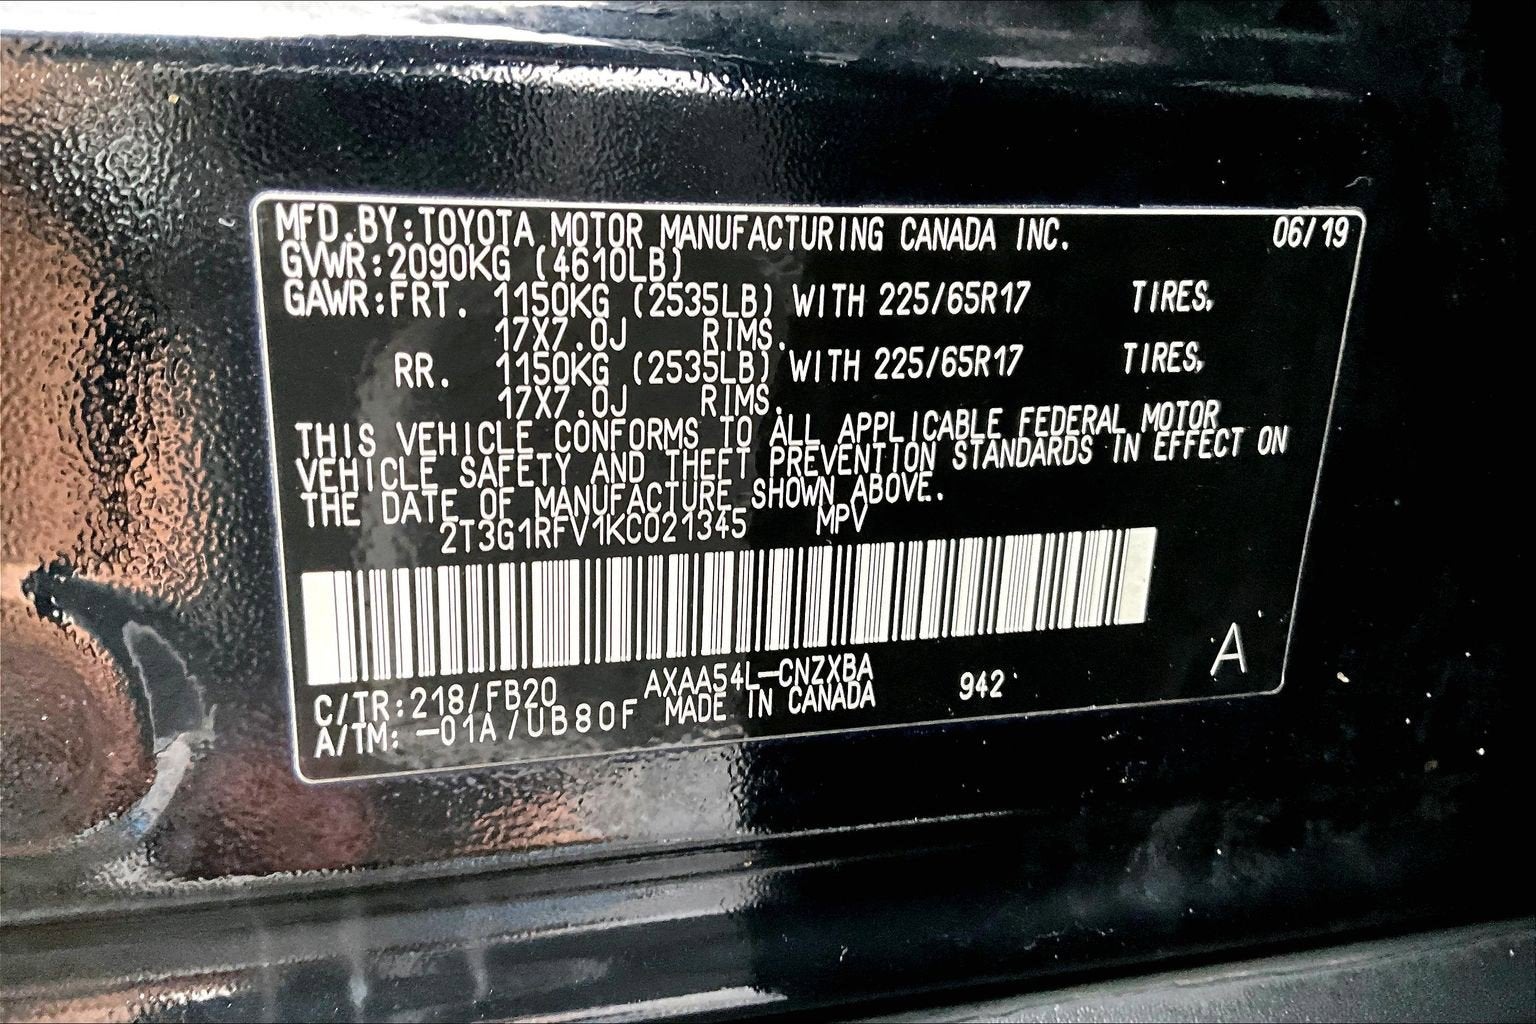 MFD.BY:TOYOTA MOTOR MANUFACTURING CANADA INC. 06/19
GVWR:2090KG (4610LB)
GAWR:FRT. 1150KG (2535LB) WITH 225/65R17 TIRES,
17X7.0J RIMS.
RR. 1150KG (2535LB) WITH 225/65R17 TIRES,
17X7.0J RIMS.
THIS VEHICLE CONFORMS TO ALL APPLICABLE FEDERAL MOTOR
VEHICLE SAFETY AND THEFT PREVENTION STANDARDS IN EFFECT ON
THE DATE OF MANUFACTURE SHOWN ABOVE.
2T3G1RFV1KC021345 MPV
C/TR:218/FB20 AXAA54L-CNZXBA 942 A
A/TM: -01A/UB80F MADE IN CANADA